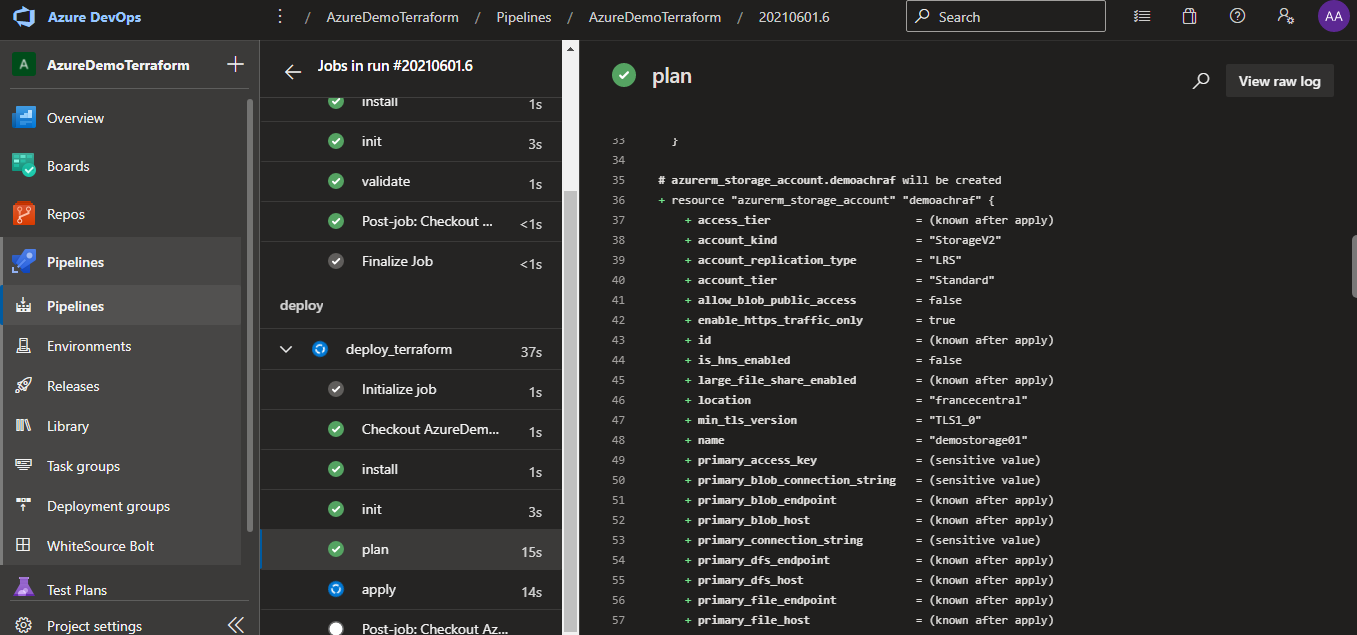 Azure DevOps
AzureDemoTerraform / Pipelines / AzureDemoTerraform / 20210601.6
Search
AA
A AzureDemoTerraform
Overview
Boards
Repos
Pipelines
Pipelines
Environments
Releases
Library
Task groups
Deployment groups
WhiteSource Bolt
Test Plans
Project settings
Jobs in run #20210601.6
install 1s
init 3s
validate 1s
Post-job: Checkout ... <1s
Finalize Job <1s
deploy
deploy_terraform 37s
Initialize job 1s
Checkout AzureDem... 1s
install 1s
init 3s
plan 15s
apply 14s
Post-job: Checkout Az...
plan
View raw log
33 }
34
35 # azurerm_storage_account.demoachraf will be created
36 + resource "azurerm_storage_account" "demoachraf" {
37 + access_tier = (known after apply)
38 + account_kind = "StorageV2"
39 + account_replication_type = "LRS"
40 + account_tier = "Standard"
41 + allow_blob_public_access = false
42 + enable_https_traffic_only = true
43 + id = (known after apply)
44 + is_hns_enabled = false
45 + large_file_share_enabled = (known after apply)
46 + location = "francecentral"
47 + min_tls_version = "TLS1_0"
48 + name = "demostorage01"
49 + primary_access_key = (sensitive value)
50 + primary_blob_connection_string = (sensitive value)
51 + primary_blob_endpoint = (known after apply)
52 + primary_blob_host = (known after apply)
53 + primary_connection_string = (sensitive value)
54 + primary_dfs_endpoint = (known after apply)
55 + primary_dfs_host = (known after apply)
56 + primary_file_endpoint = (known after apply)
57 + primary_file_host = (known after apply)